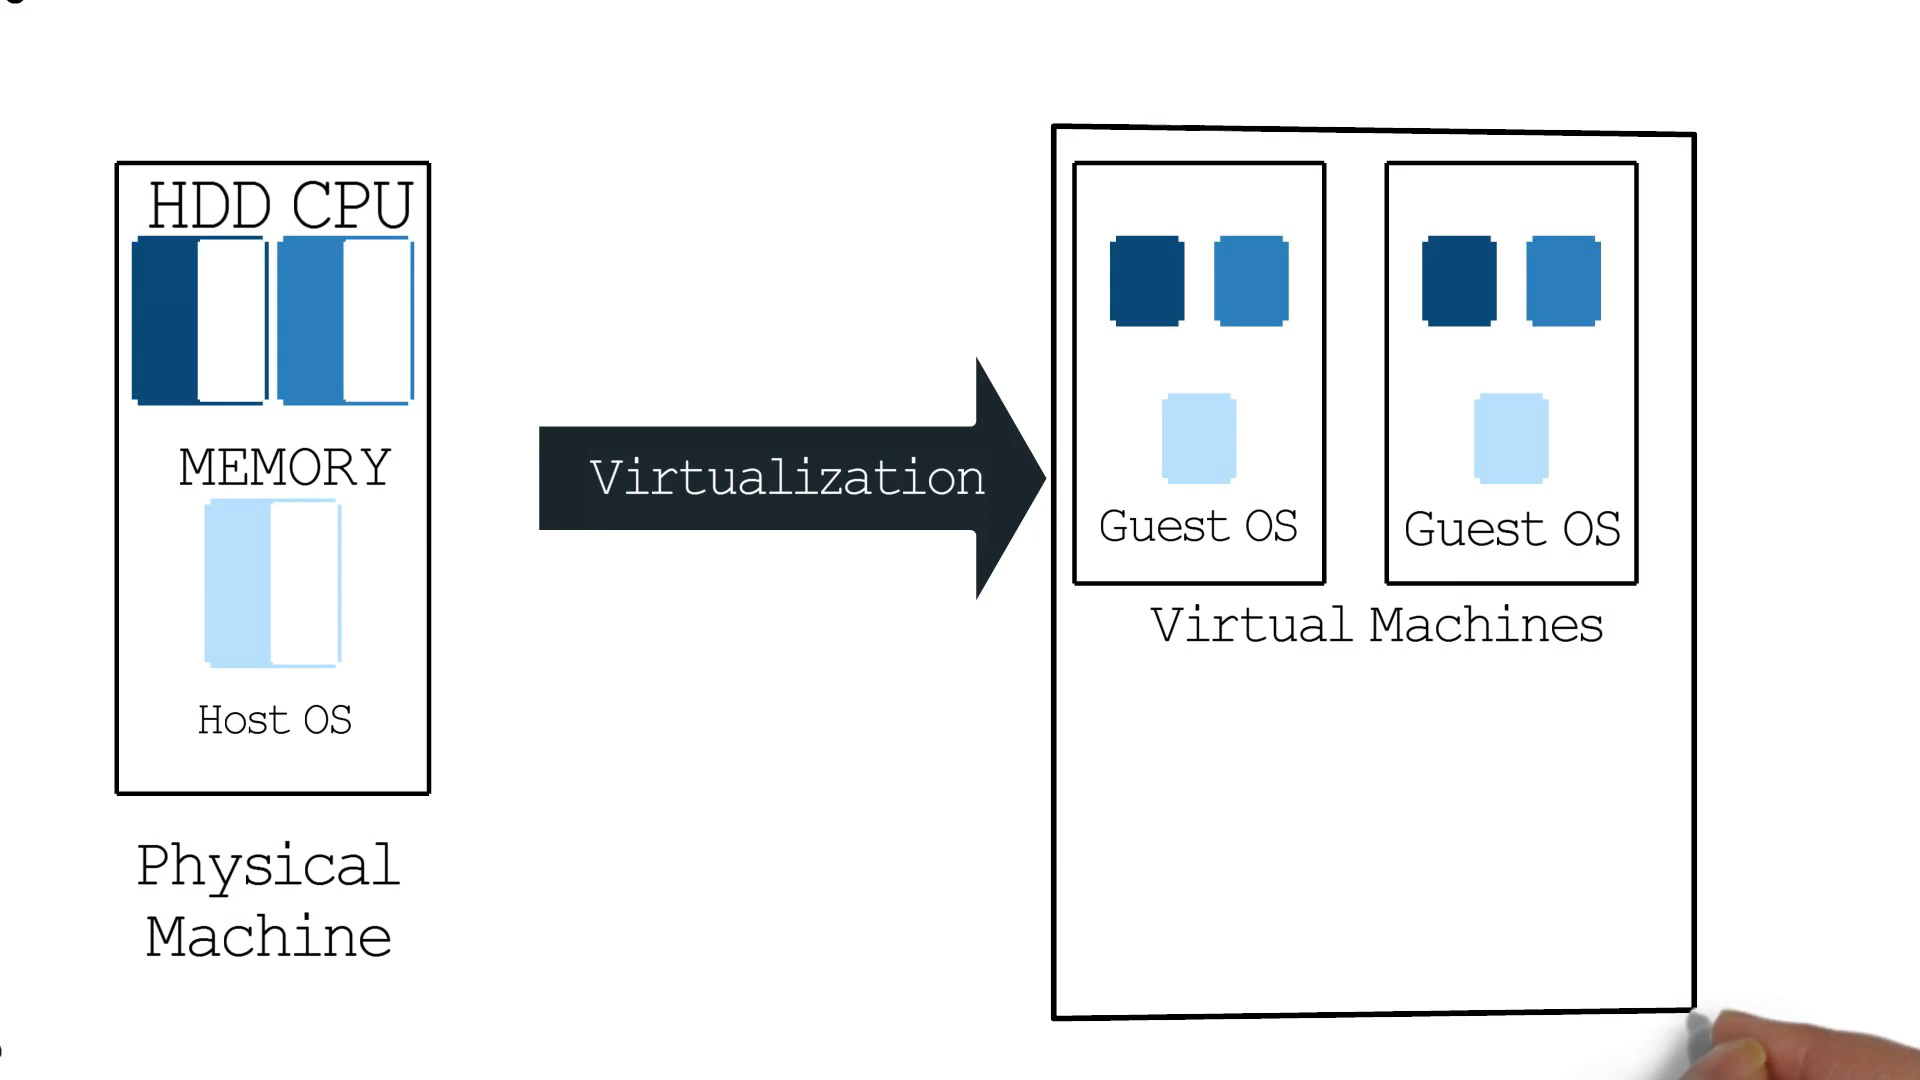 HDD CPU
MEMORY
Host OS
Physical
Machine
Virtualization
Guest OS
Guest OS
Virtual Machines